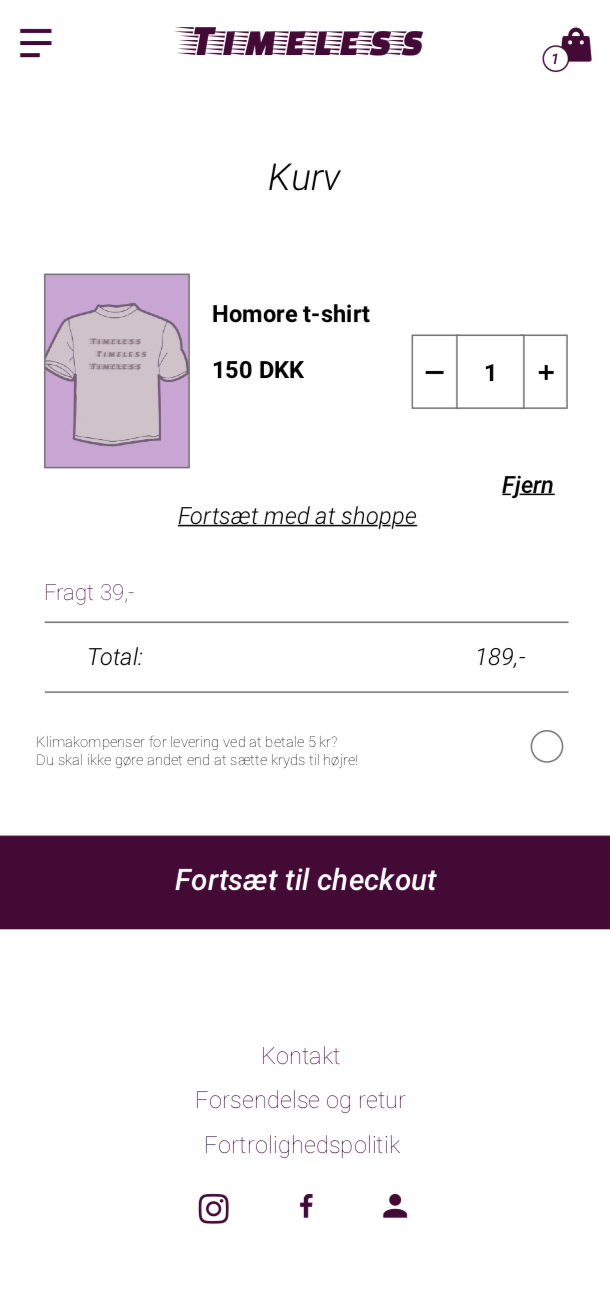 TIMELESS
1
Kurv
TIMELESS
TIMELESS
TIMELESS
Homore t-shirt
150 DKK
1
Fjern
Fortsæt med at shoppe
Fragt 39,-
Total: 189,-
Klimakompenser for levering ved at betale 5 kr?
Du skal ikke gøre andet end at sætte kryds til højre!
Fortsæt til checkout
Kontakt
Forsendelse og retur
Fortrolighedspolitik